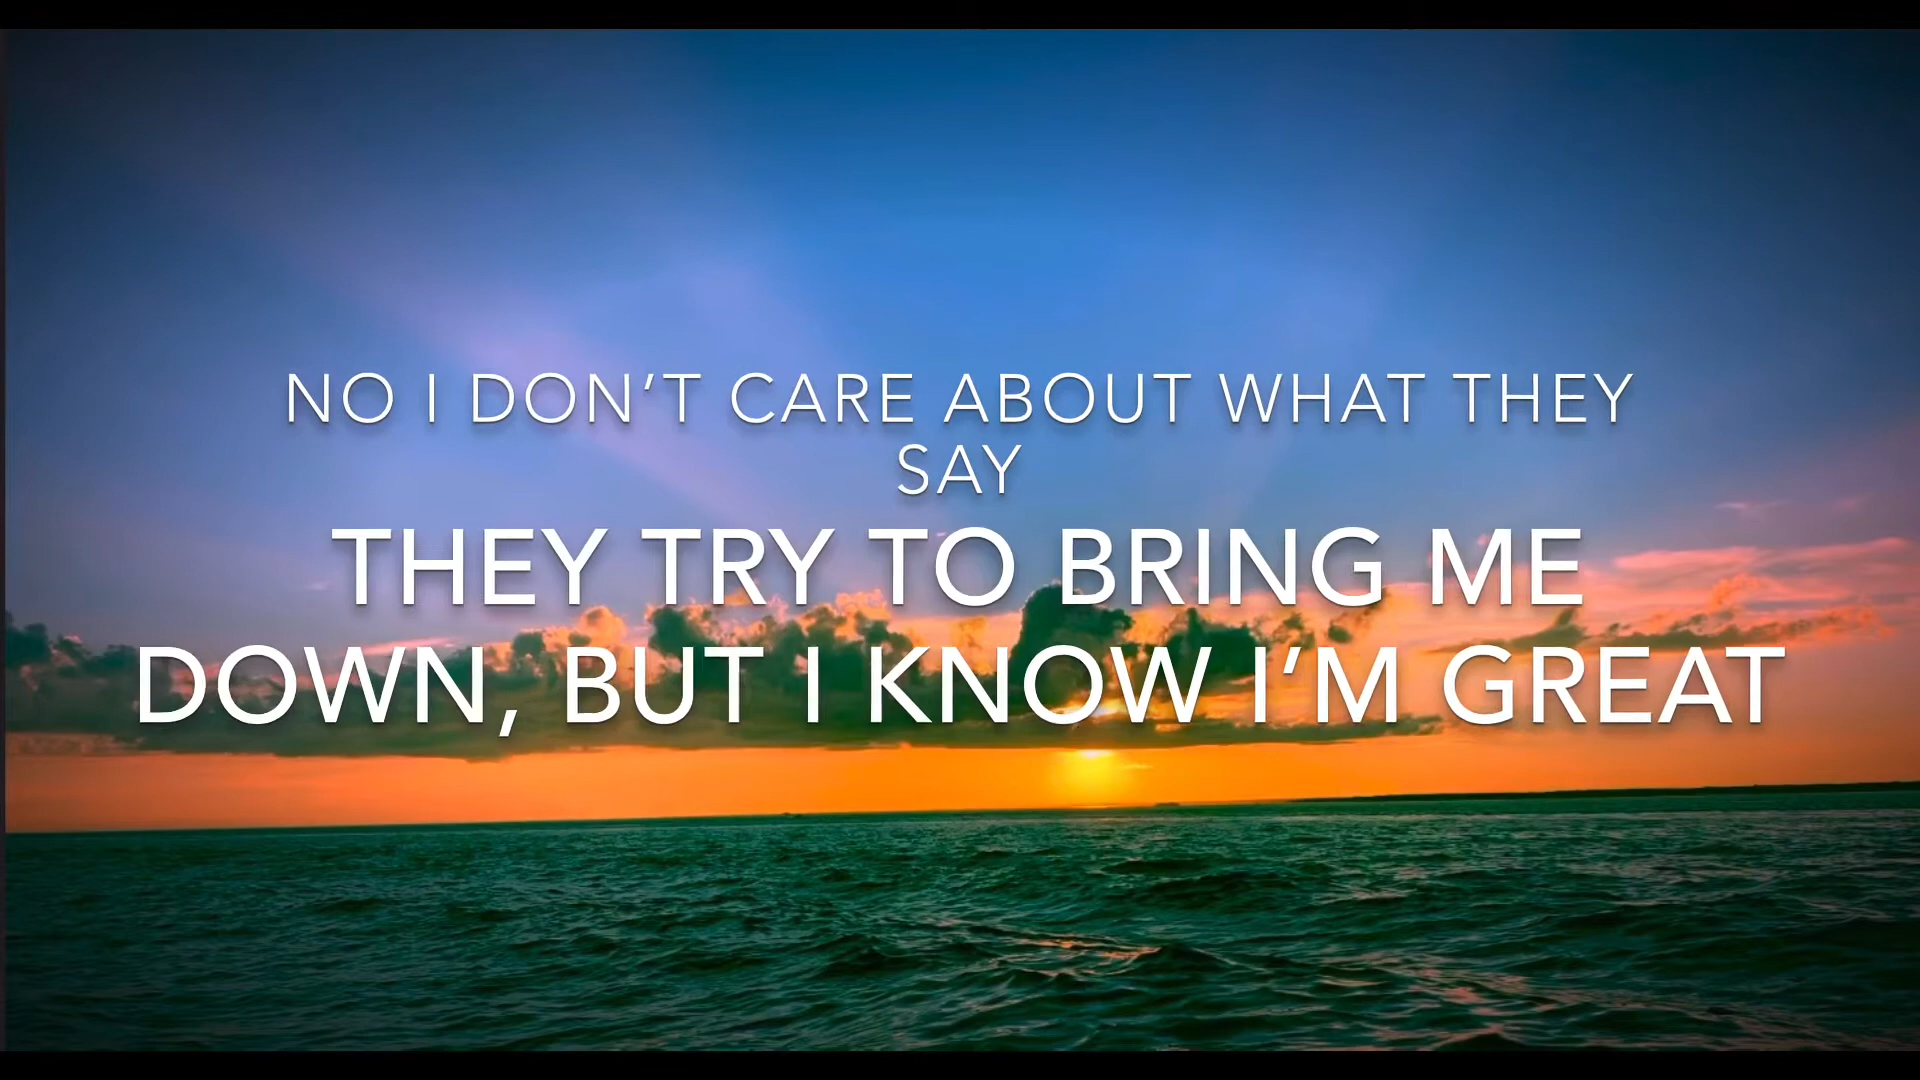 NO I DON’T CARE ABOUT WHAT THEY
SAY
THEY TRY TO BRING ME
DOWN, BUT I KNOW I’M GREAT